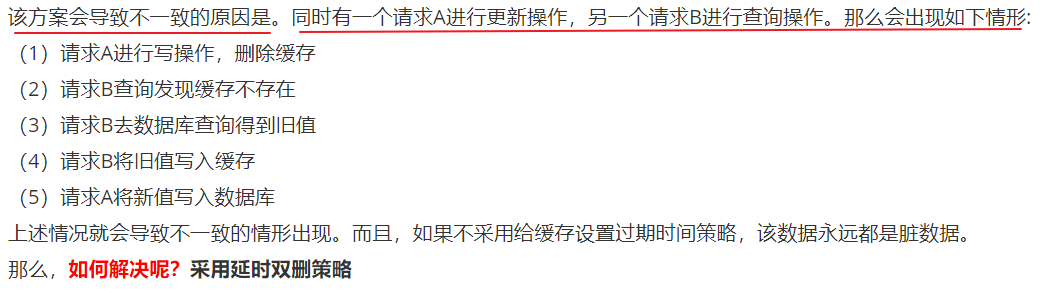 该方案会导致不一致的原因是。同时有一个请求A进行更新操作，另一个请求B进行查询操作。那么会出现如下情形:
（1）请求A进行写操作，删除缓存
（2）请求B查询发现缓存不存在
（3）请求B去数据库查询得到旧值
（4）请求B将旧值写入缓存
（5）请求A将新值写入数据库
上述情况就会导致不一致的情形出现。而且，如果不采用给缓存设置过期时间策略，该数据永远都是脏数据。
那么，如何解决呢？采用延时双删策略